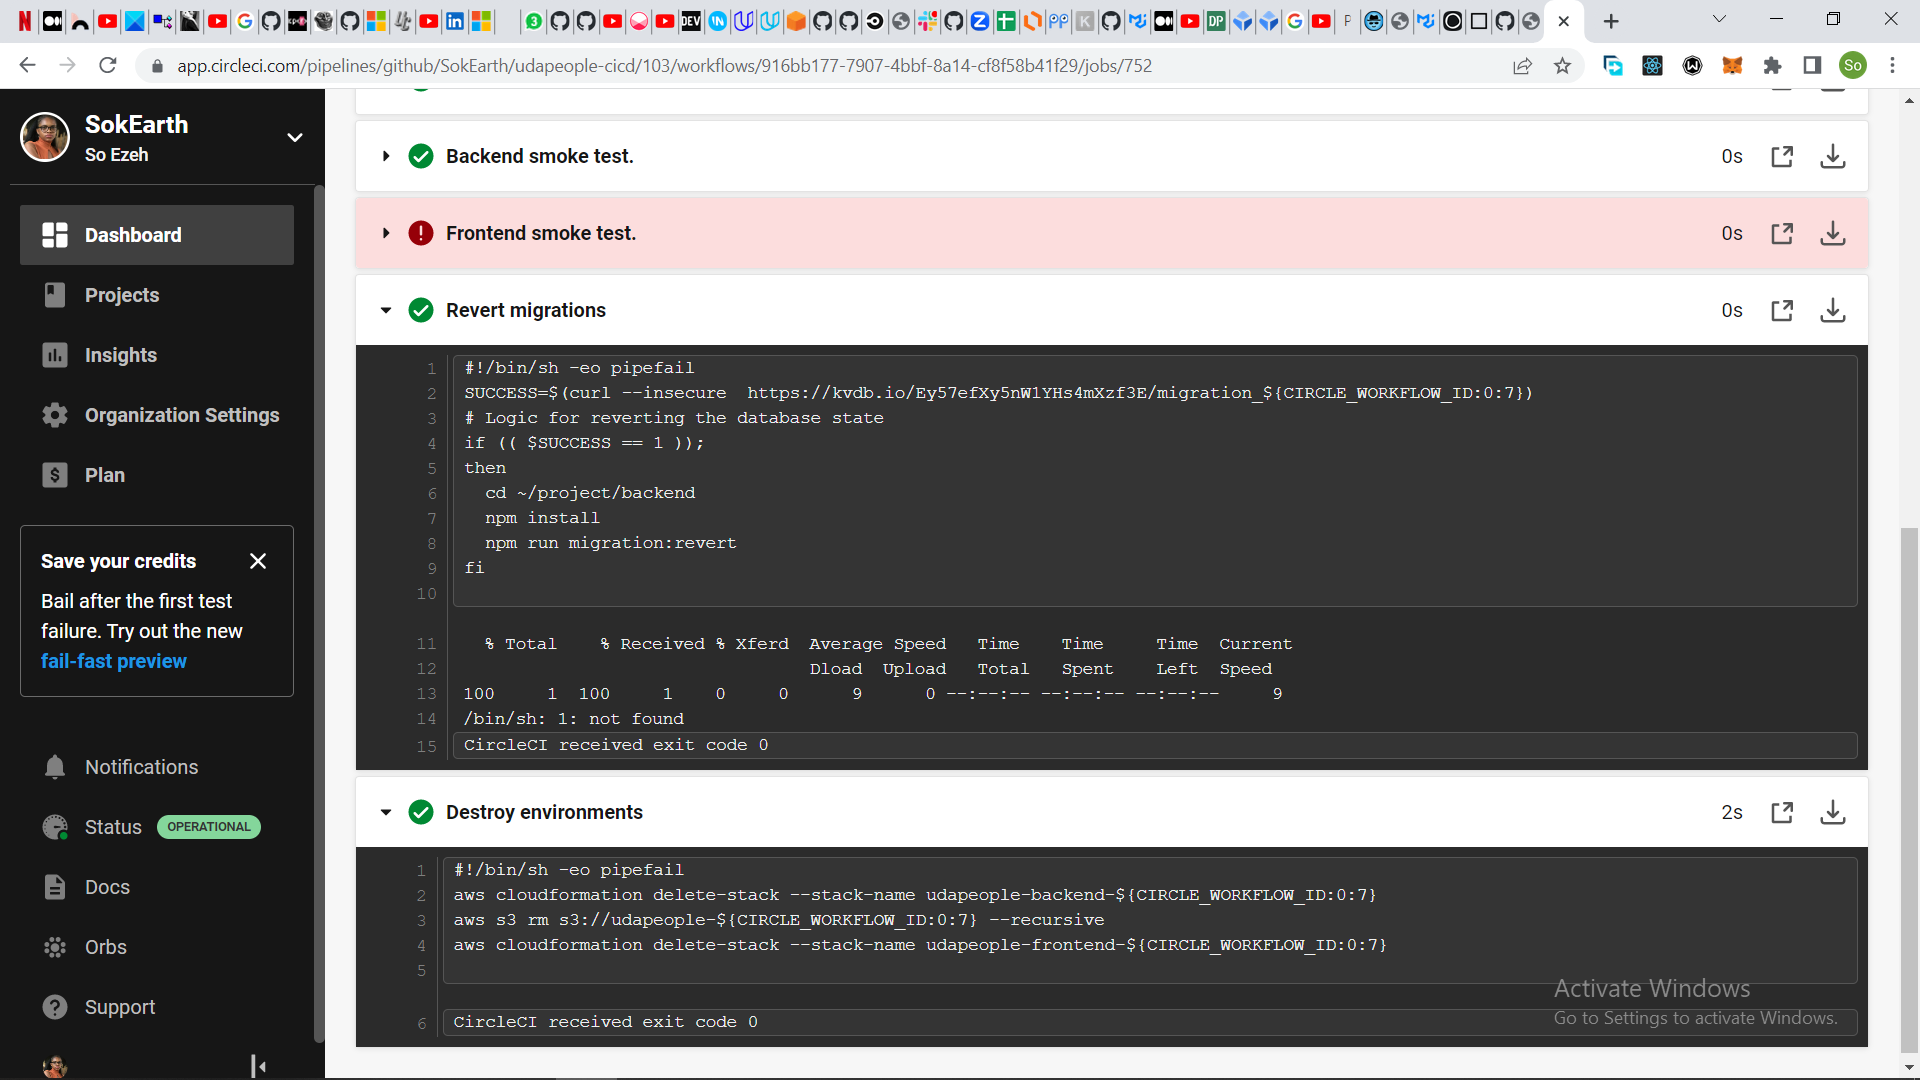 app.circleci.com/pipelines/github/SokEarth/udapeople-cicd/103/workflows/916bb177-7907-4bbf-8a14-cf8f58b41f29/jobs/752
So
SokEarth
So Ezeh
Dashboard
Projects
Insights
Organization Settings
Plan
Save your credits
Bail after the first test
failure. Try out the new
fail-fast preview
Notifications
Status OPERATIONAL
Docs
Orbs
Support
Backend smoke test. 0s
Frontend smoke test. 0s
Revert migrations 0s
1 #!/bin/sh -eo pipefail
2 SUCCESS=$(curl --insecure  https://kvdb.io/Ey57efXy5nW1YHs4mXzf3E/migration_${CIRCLE_WORKFLOW_ID:0:7})
3 # Logic for reverting the database state
4 if (( $SUCCESS == 1 ));
5 then
6   cd ~/project/backend
7   npm install
8   npm run migration:revert
9 fi
10
11   % Total    % Received % Xferd  Average Speed   Time    Time     Time  Current
12                                  Dload  Upload   Total   Spent    Left  Speed
13 100     1  100     1    0     0      9      0 --:--:-- --:--:-- --:--:--     9
14 /bin/sh: 1: not found
15 CircleCI received exit code 0
Destroy environments 2s
1 #!/bin/sh -eo pipefail
2 aws cloudformation delete-stack --stack-name udapeople-backend-${CIRCLE_WORKFLOW_ID:0:7}
3 aws s3 rm s3://udapeople-${CIRCLE_WORKFLOW_ID:0:7} --recursive
4 aws cloudformation delete-stack --stack-name udapeople-frontend-${CIRCLE_WORKFLOW_ID:0:7}
5
6 CircleCI received exit code 0
Activate Windows
Go to Settings to activate Windows.